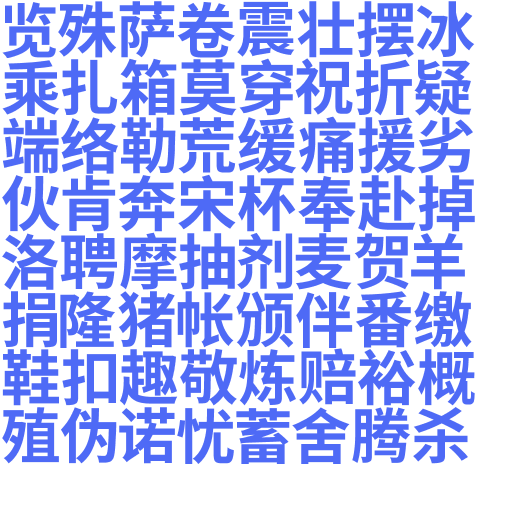 览殊萨卷震壮摆冰
乘扎箱莫穿祝折疑
端络勒荒缓痛援劣
伙肯奔宋杯奉赴掉
洛聘摩抽剂麦贺羊
捐隆猪帐颁伴番缴
鞋扣趣敬炼赔裕概
殖伪诺忧蓄舍腾杀